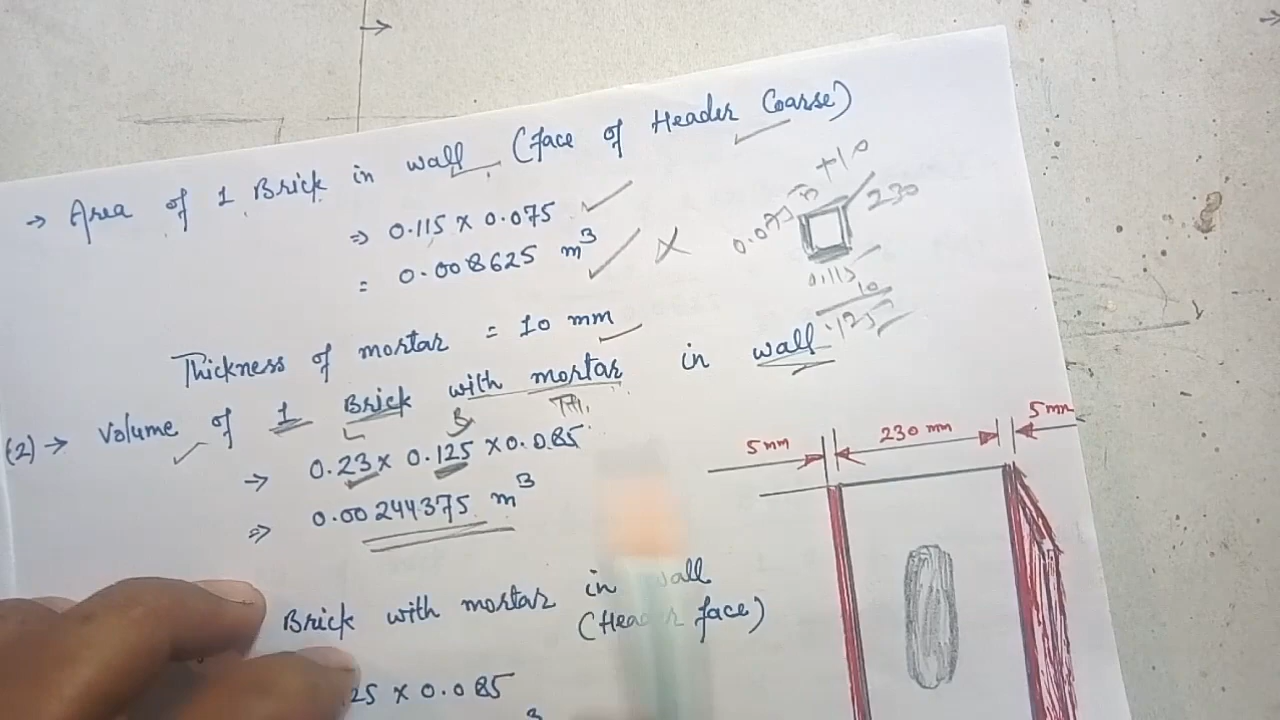 → Area of 1 Brick in wall (face of Header Coarse)
⇒ 0.115 x 0.075
= 0.008625 m³
+10
0.075
230
0.115
10
.125
Thickness of mortar = 10 mm
(2) → Volume of 1 Brick with mortar in wall
→ 0.23 x 0.125 x 0.085
⇒ 0.00244375 m³
5mm
230 mm
5mm
Brick with mortar in wall
(Header face)
25 x 0.085
3